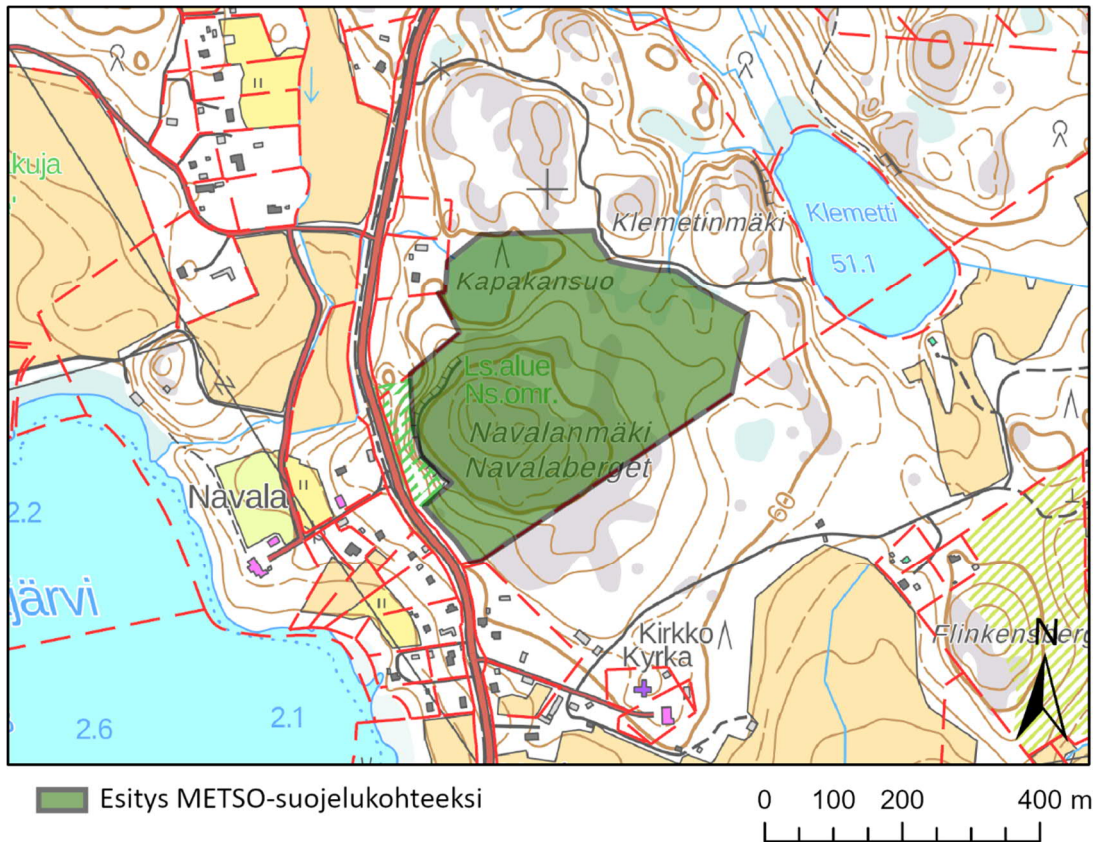 kuja
Klemetinmäki
Klemetti
51.1
Kapakansuo
Ls.alue
Ns.omr.
Navalanmäki
Navalaberget
Navala
2.2
60
järvi
Kirkko
Kyrka
Flinkensberg
N
2.6
2.1
Esitys METSO-suojelukohteeksi
0 100 200 400 m